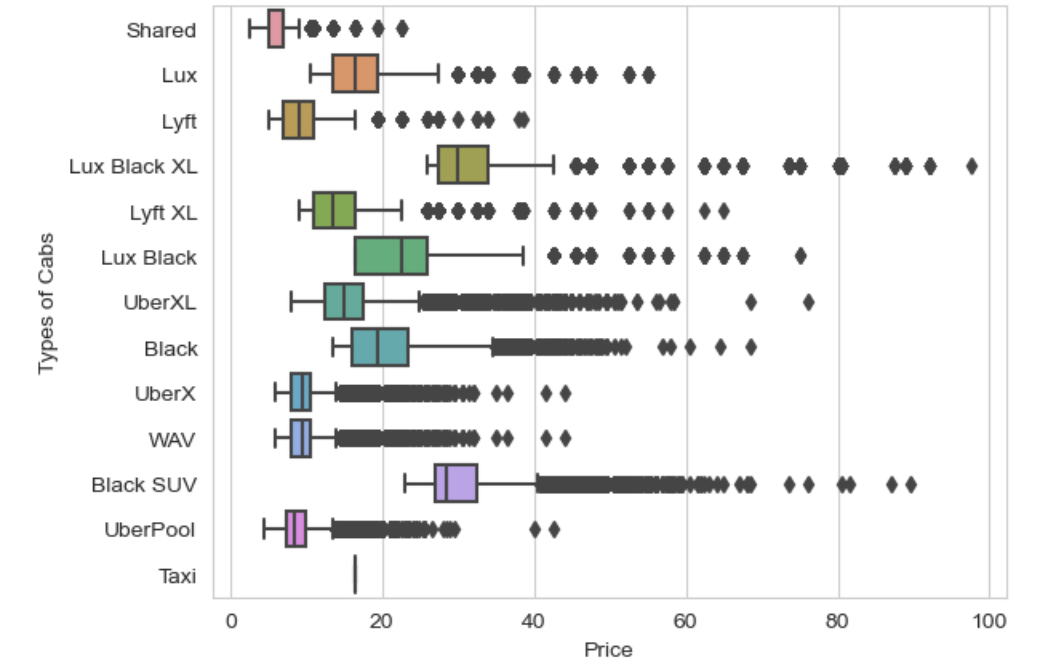 Shared
Lux
Lyft
Lux Black XL
Lyft XL
Lux Black
UberXL
Black
UberX
WAV
Black SUV
UberPool
Taxi
Types of Cabs
0 20 40 60 80 100
Price